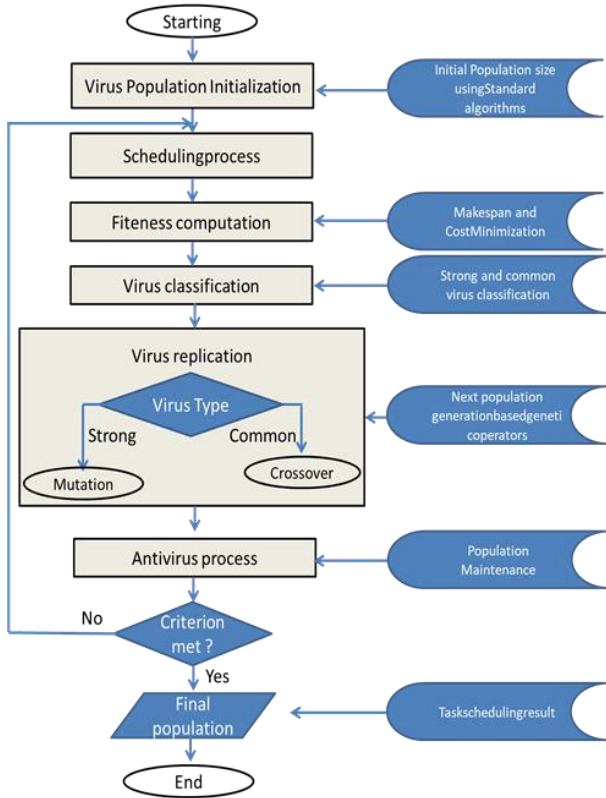 Starting
Virus Population Initialization
Initial Population size
usingStandard
algorithms
Schedulingprocess
Fiteness computation
Makespan and
CostMinimization
Virus classification
Strong and common
virus classification
Virus replication
Virus Type
Strong
Common
Mutation
Crossover
Next population
generationbasedgeneti
coperators
Antivirus process
Population
Maintenance
Criterion
met ?
No
Yes
Final
population
Taskschedulingresult
End